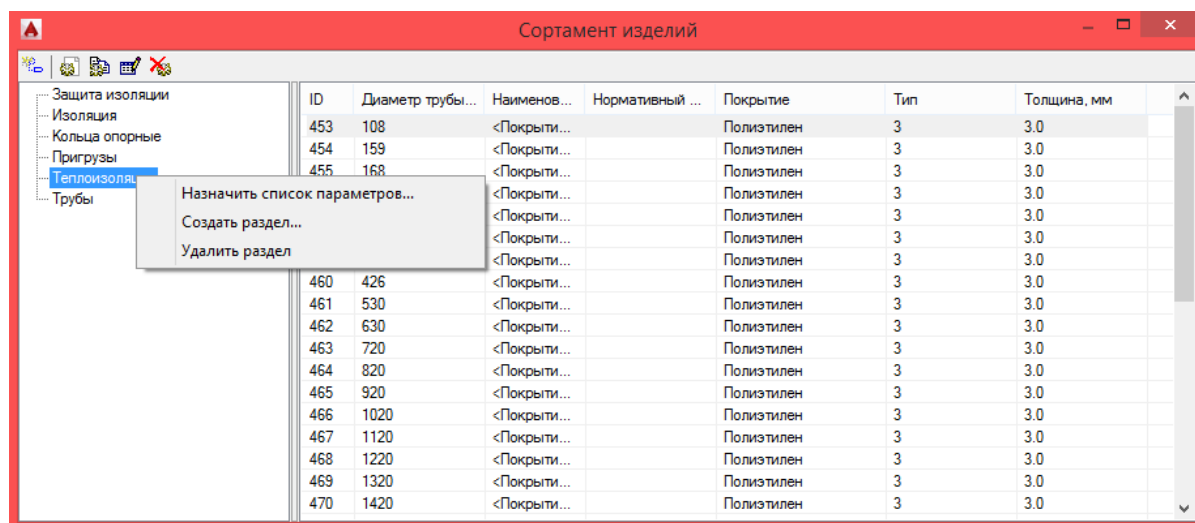 Сортамент изделий
Защита изоляции
Изоляция
Кольца опорные
Пригрузы
Теплоизоляц
Трубы
Назначить список параметров...
Создать раздел...
Удалить раздел
ID Диаметр трубы... Наименов... Нормативный ... Покрытие Тип Толщина, мм
453 108 <Покрыти... Полиэтилен 3 3.0
454 159 <Покрыти... Полиэтилен 3 3.0
455 168 <Покрыти... Полиэтилен 3 3.0
<Покрыти... Полиэтилен 3 3.0
<Покрыти... Полиэтилен 3 3.0
<Покрыти... Полиэтилен 3 3.0
<Покрыти... Полиэтилен 3 3.0
460 426 <Покрыти... Полиэтилен 3 3.0
461 530 <Покрыти... Полиэтилен 3 3.0
462 630 <Покрыти... Полиэтилен 3 3.0
463 720 <Покрыти... Полиэтилен 3 3.0
464 820 <Покрыти... Полиэтилен 3 3.0
465 920 <Покрыти... Полиэтилен 3 3.0
466 1020 <Покрыти... Полиэтилен 3 3.0
467 1120 <Покрыти... Полиэтилен 3 3.0
468 1220 <Покрыти... Полиэтилен 3 3.0
469 1320 <Покрыти... Полиэтилен 3 3.0
470 1420 <Покрыти... Полиэтилен 3 3.0